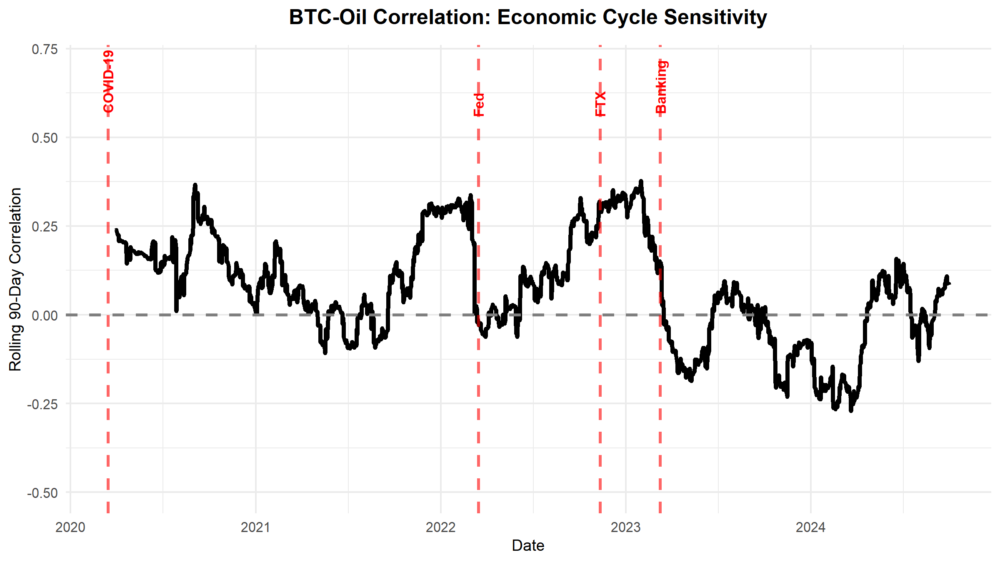 BTC-Oil Correlation: Economic Cycle Sensitivity
0.75
0.50
0.25
0.00
-0.25
-0.50
Rolling 90-Day Correlation
COVID-19
Fed
FTX
Banking
2020
2021
2022
2023
2024
Date